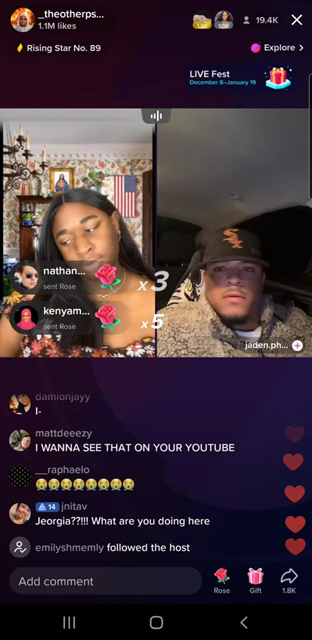 _theotherps...
1.1M likes
19.4K
Rising Star No. 89
Explore >
LIVE Fest
December 8–January 19
nathan...
sent Rose
x3
kenyam...
sent Rose
x5
jaden.ph...
damionjayy
I-
mattdeeezy
I WANNA SEE THAT ON YOUR YOUTUBE
__raphaelo
😭😭😭😭😭😭😭😭
14 jnitav
Jeorgia??!!! What are you doing here
emilyshmemly followed the host
Add comment
Rose
Gift
1.8K